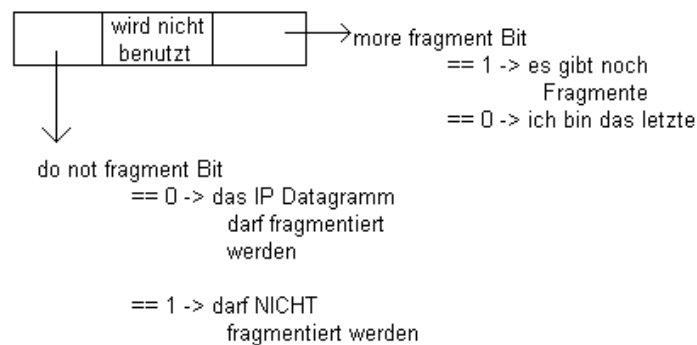 wird nicht
benutzt
more fragment Bit
== 1 -> es gibt noch
Fragmente
== 0 -> ich bin das letzte
do not fragment Bit
== 0 -> das IP Datagramm
darf fragmentiert
werden
== 1 -> darf NICHT
fragmentiert werden